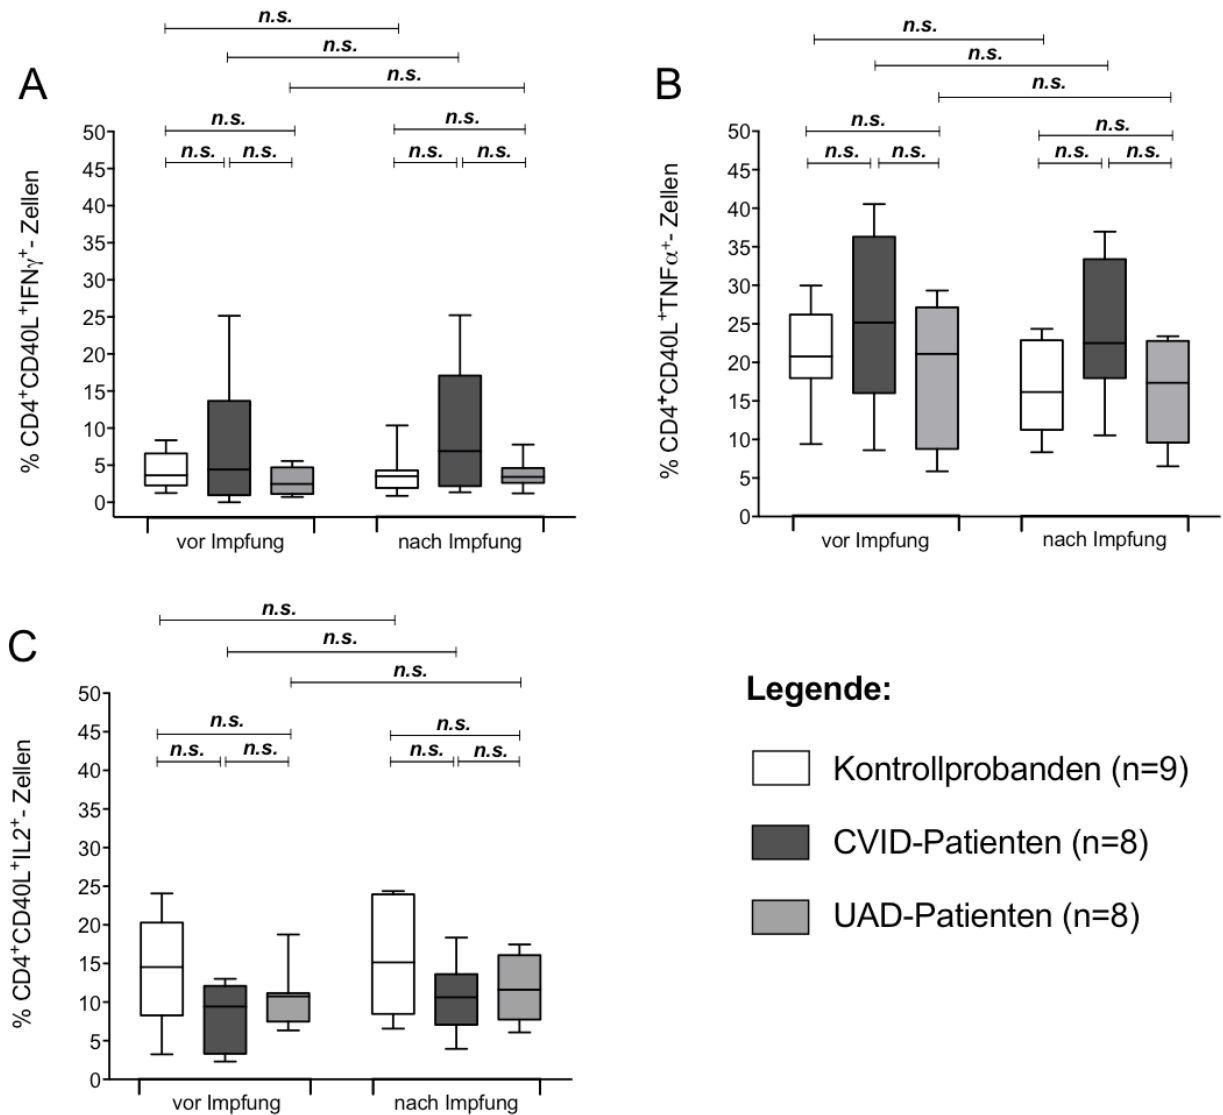 n.s.
n.s.
n.s.
A
n.s.
n.s. n.s.
n.s.
n.s. n.s.
50
45
40
35
30
25
20
15
10
5
0
% CD4⁺CD40L⁺IFNγ⁺- Zellen
vor Impfung
nach Impfung
n.s.
n.s.
n.s.
B
n.s.
n.s. n.s.
n.s.
n.s. n.s.
50
45
40
35
30
25
20
15
10
5
0
% CD4⁺CD40L⁺TNFα⁺- Zellen
vor Impfung
nach Impfung
n.s.
n.s.
n.s.
C
n.s.
n.s. n.s.
n.s.
n.s. n.s.
50
45
40
35
30
25
20
15
10
5
0
% CD4⁺CD40L⁺IL2⁺- Zellen
vor Impfung
nach Impfung
Legende:
Kontrollprobanden (n=9)
CVID-Patienten (n=8)
UAD-Patienten (n=8)